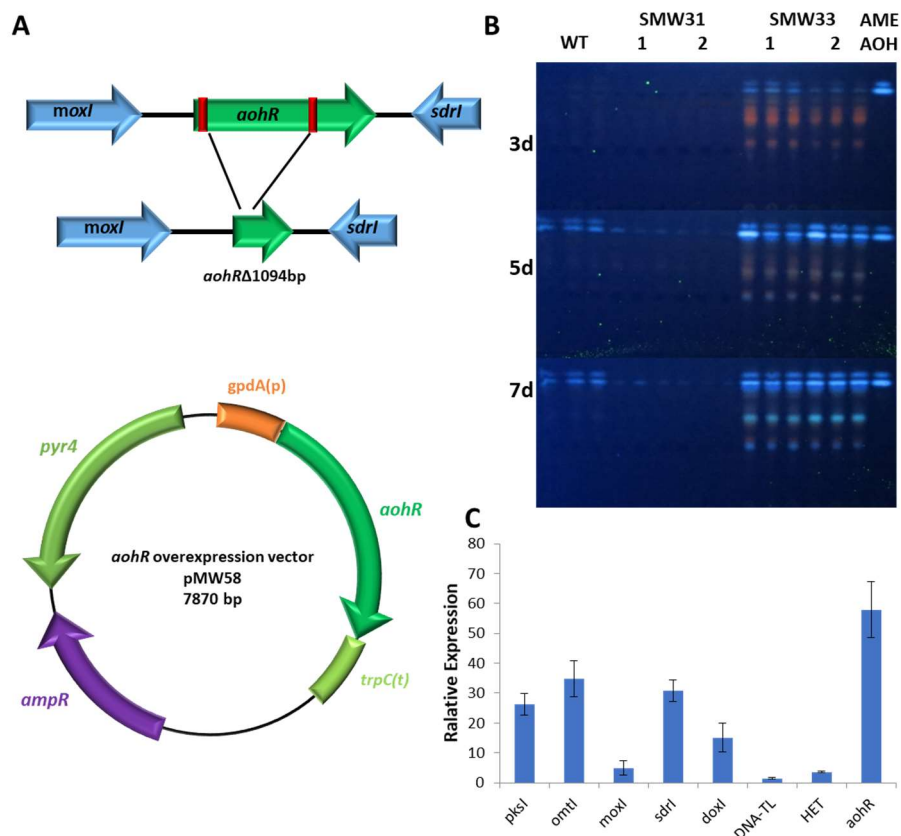 A
moxI aohR sdrI
moxI sdrI
aohRΔ1094bp
gpdA(p)
pyr4
aohR
aohR overexpression vector
pMW58
7870 bp
ampR
trpC(t)
B
SMW31 SMW33 AME
WT 1 2 1 2 AOH
3d
5d
7d
C
Ralative Expression
80
70
60
50
40
30
20
10
0
pksI omtI moxI sdrI doxI DNA-TL HET aohR